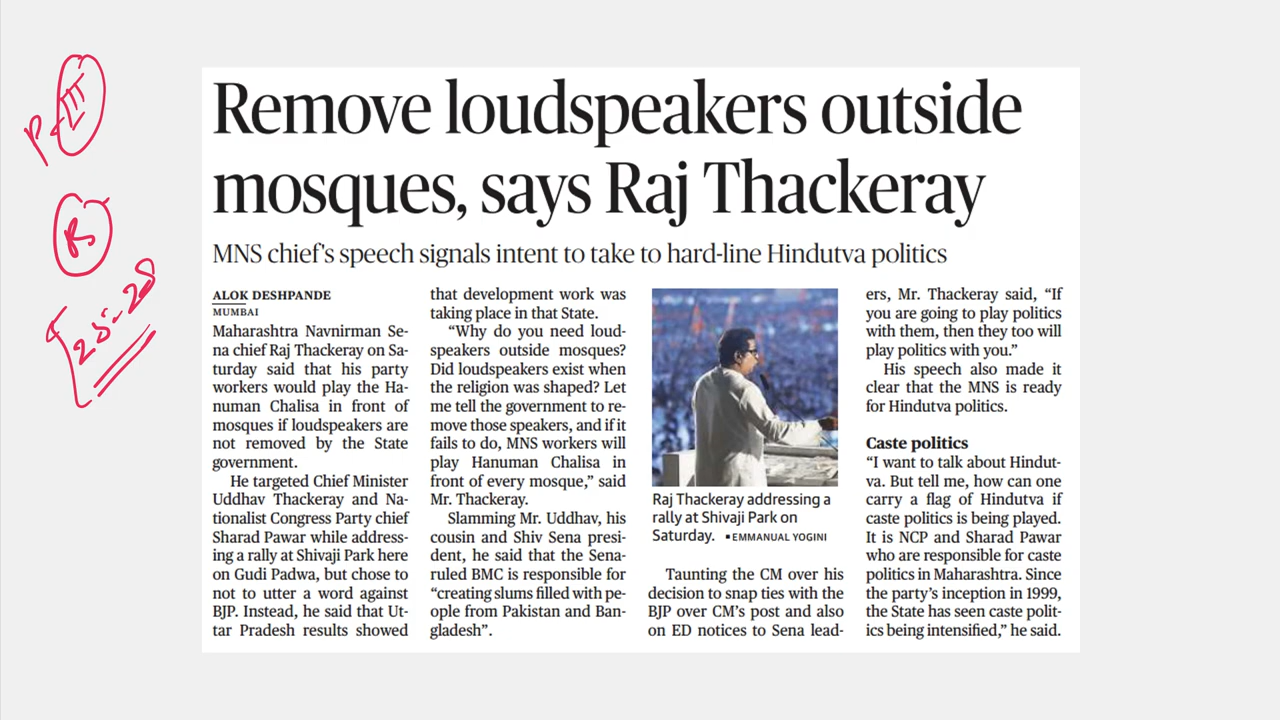 P-III
25-28
Remove loudspeakers outside
mosques, says Raj Thackeray
MNS chief's speech signals intent to take to hard-line Hindutva politics
ALOK DESHPANDE
MUMBAI
Maharashtra Navnirman Se-
na chief Raj Thackeray on Sa-
turday said that his party
workers would play the Ha-
numan Chalisa in front of
mosques if loudspeakers are
not removed by the State
government.
He targeted Chief Minister
Uddhav Thackeray and Na-
tionalist Congress Party chief
Sharad Pawar while address-
ing a rally at Shivaji Park here
on Gudi Padwa, but chose to
not to utter a word against
BJP. Instead, he said that Ut-
tar Pradesh results showed
that development work was
taking place in that State.
“Why do you need loud-
speakers outside mosques?
Did loudspeakers exist when
the religion was shaped? Let
me tell the government to re-
move those speakers, and if it
fails to do, MNS workers will
play Hanuman Chalisa in
front of every mosque,” said
Mr. Thackeray.
Slamming Mr. Uddhav, his
cousin and Shiv Sena presi-
dent, he said that the Sena-
ruled BMC is responsible for
“creating slums filled with pe-
ople from Pakistan and Ban-
gladesh”.
Raj Thackeray addressing a
rally at Shivaji Park on
Saturday. ▪ EMMANUAL YOGINI
Taunting the CM over his
decision to snap ties with the
BJP over CM's post and also
on ED notices to Sena lead-
ers, Mr. Thackeray said, “If
you are going to play politics
with them, then they too will
play politics with you.”
His speech also made it
clear that the MNS is ready
for Hindutva politics.
Caste politics
“I want to talk about Hindut-
va. But tell me, how can one
carry a flag of Hindutva if
caste politics is being played.
It is NCP and Sharad Pawar
who are responsible for caste
politics in Maharashtra. Since
the party's inception in 1999,
the State has seen caste polit-
ics being intensified,” he said.